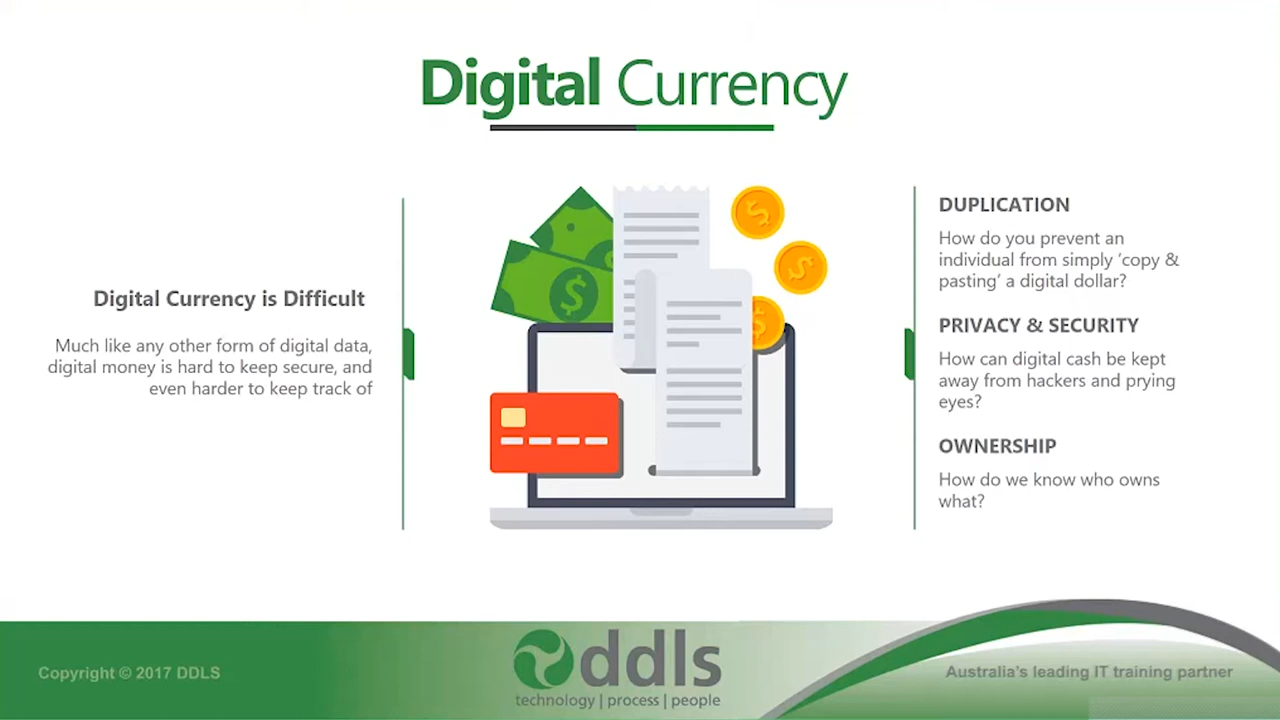 Digital Currency
Digital Currency is Difficult
Much like any other form of digital data,
digital money is hard to keep secure, and
even harder to keep track of
DUPLICATION
How do you prevent an
individual from simply ‘copy &
pasting’ a digital dollar?
PRIVACY & SECURITY
How can digital cash be kept
away from hackers and prying
eyes?
OWNERSHIP
How do we know who owns
what?
Copyright © 2017 DDLS
ddls
technology | process | people
Australia's leading IT training partner